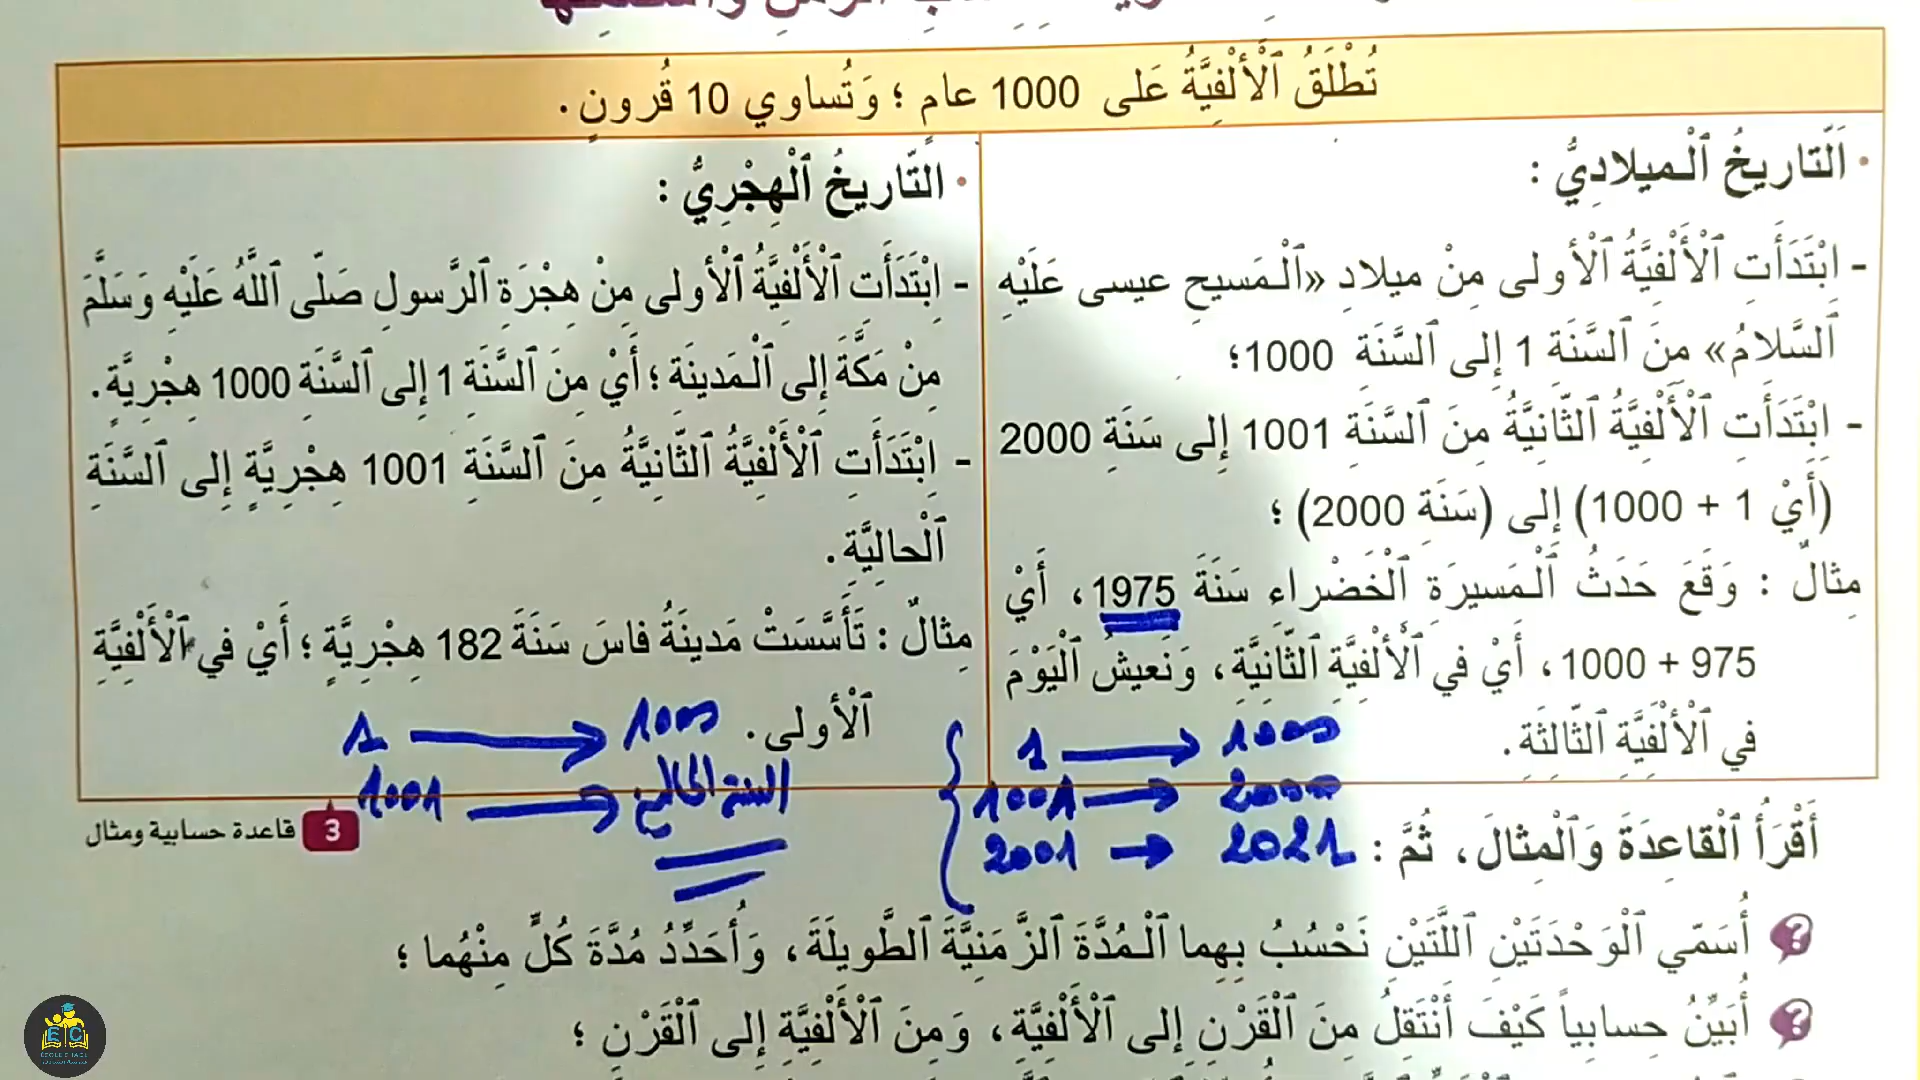 تُطْلَقُ ٱلْأَلْفِيَّةُ عَلى 1000 عام ؛ وَتُساوي 10 قُرونٍ .
• اَلتّاريخُ ٱلْميلادِيُّ :
- اِبْتَدَأَتِ ٱلْأَلْفِيَّةُ ٱلْأولى مِنْ ميلادِ «ٱلْمَسيحِ عيسى عَلَيْهِ
ٱلسَّلامُ» مِنَ ٱلسَّنَةِ 1 إِلى ٱلسَّنَةِ 1000؛
- اِبْتَدَأَتِ ٱلْأَلْفِيَّةُ ٱلثّانِيَّةُ مِنَ ٱلسَّنَةِ 1001 إِلى سَنَةِ 2000
(أَيْ 1 + 1000) إِلى (سَنَةِ 2000) ؛
مِثالٌ : وَقَعَ حَدَثُ ٱلْمَسيرَةِ ٱلْخَضْراءِ سَنَةَ 1975، أَيْ
975 + 1000، أَيْ في ٱلْأَلْفِيَّةِ ٱلثّانِيَّةِ، وَنَعيشُ ٱلْيَوْمَ
في ٱلْأَلْفِيَّةِ ٱلثّالِثَةِ.
1 → 1000
1001 → 2000
2001 → 2021
• التّاريخُ ٱلْهِجْرِيُّ :
- اِبْتَدَأَتِ ٱلْأَلْفِيَّةُ ٱلْأولى مِنْ هِجْرَةِ ٱلرَّسولِ صَلّى ٱللَّهُ عَلَيْهِ وَسَلَّمَ
مِنْ مَكَّةَ إِلى ٱلْمَدينَةِ ؛ أَيْ مِنَ ٱلسَّنَةِ 1 إِلى ٱلسَّنَةِ 1000 هِجْرِيَّةٍ.
- اِبْتَدَأَتِ ٱلْأَلْفِيَّةُ ٱلثّانِيَّةُ مِنَ ٱلسَّنَةِ 1001 هِجْرِيَّةٍ إِلى ٱلسَّنَةِ
ٱلْحالِيَّةِ .
مِثالٌ : تَأَسَّسَتْ مَدينَةُ فاسَ سَنَةَ 182 هِجْرِيَّةٍ ؛ أَيْ في ٱلْأَلْفِيَّةِ
ٱلْأولى.
1 → 1000
1001 → السنة الحالية
3 قاعدة حسابية ومثال
أَقْرَأُ ٱلْقاعِدَةَ وَٱلْمِثالَ، ثُمَّ :
أُسَمّي ٱلْوَحْدَتَيْنِ ٱللَّتَيْنِ نَحْسُبُ بِهِما ٱلْمُدَّةَ ٱلزَّمَنِيَّةَ ٱلطَّويلَةَ، وَأُحَدِّدُ مُدَّةَ كُلٍّ مِنْهُما ؛
أُبَيِّنُ حِسابِياً كَيْفَ أَنْتَقِلُ مِنَ ٱلْقَرْنِ إِلى ٱلْأَلْفِيَّةِ، وَمِنَ ٱلْأَلْفِيَّةِ إِلى ٱلْقَرْنِ ؛